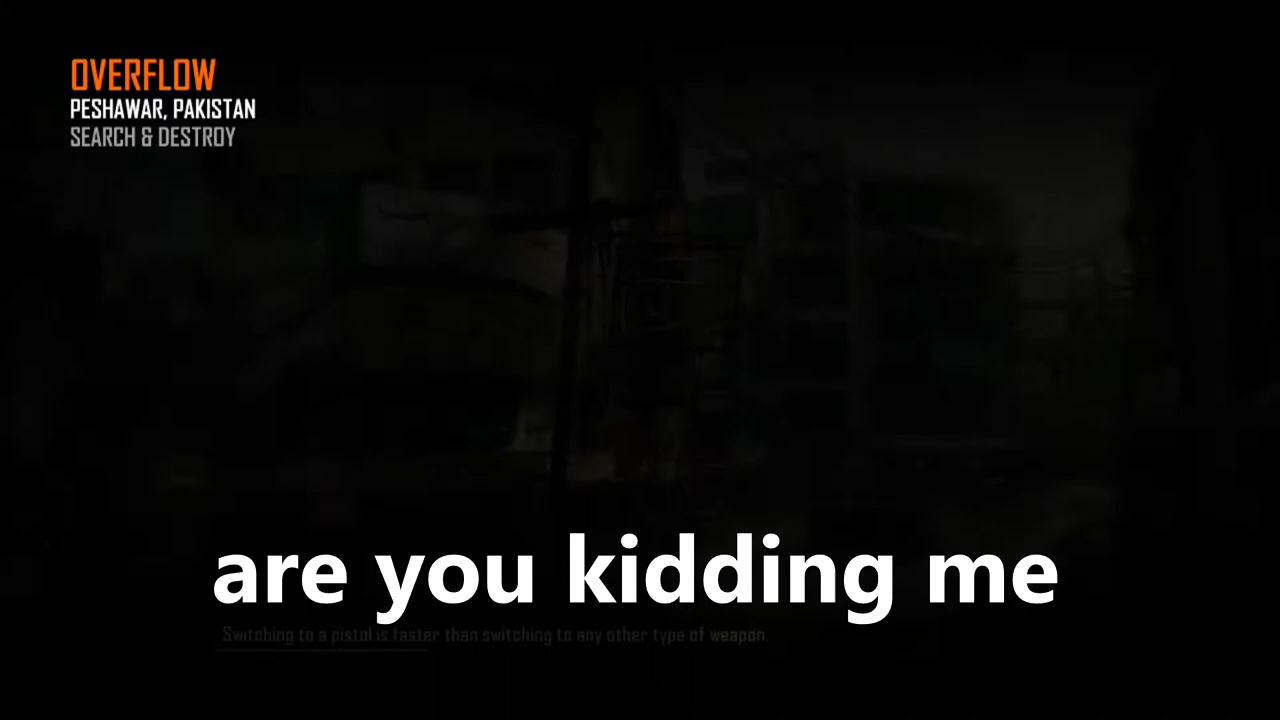 OVERFLOW
PESHAWAR, PAKISTAN
SEARCH & DESTROY
are you kidding me
Switching to a pistol is faster than switching to any other type of weapon.